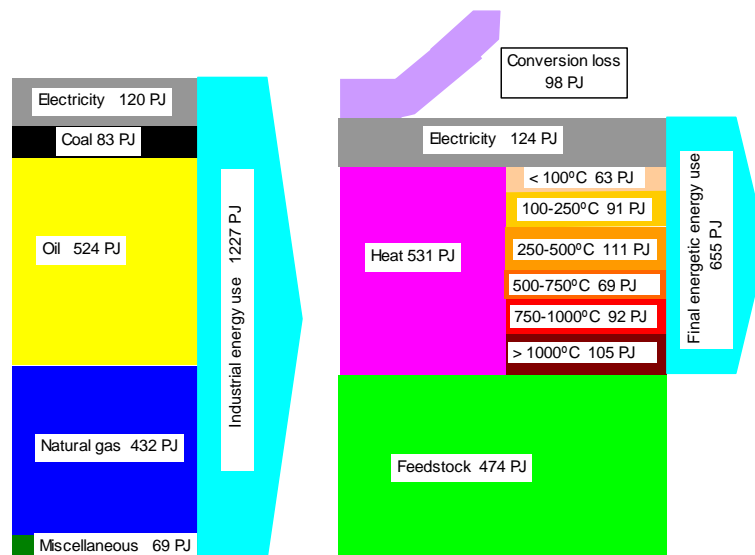 Electricity 120 PJ
Coal 83 PJ
Oil 524 PJ
Natural gas 432 PJ
Miscellaneous 69 PJ
Industrial energy use 1227 PJ
Conversion loss
98 PJ
Electricity 124 PJ
Heat 531 PJ
< 100ºC 63 PJ
100-250ºC 91 PJ
250-500ºC 111 PJ
500-750ºC 69 PJ
750-1000ºC 92 PJ
> 1000ºC 105 PJ
Feedstock 474 PJ
Final energetic energy use
655 PJ